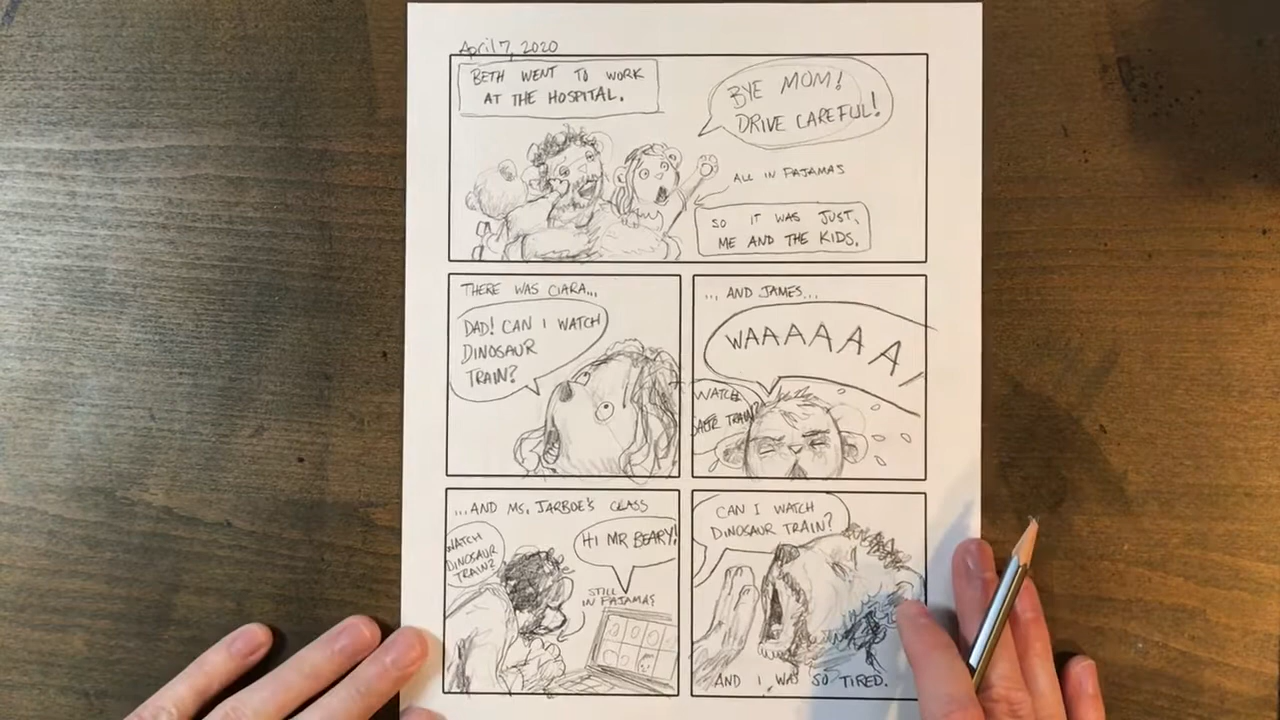 April 7, 2020
BETH WENT TO WORK
AT THE HOSPITAL.
BYE MOM!
DRIVE CAREFUL!
ALL IN PAJAMAS
SO IT WAS JUST,
ME AND THE KIDS.
THERE WAS CIARA...
DAD! CAN I WATCH
DINOSAUR
TRAIN?
... AND JAMES...
WAAAAAA
WATCH
TRAIN?
...AND MS. JARBOE'S CLASS
WATCH
DINOSAUR
TRAIN?
HI MR BEARY!
STILL
IN PAJAMAS
CAN I WATCH
DINOSAUR TRAIN?
AND I WAS SO TIRED.